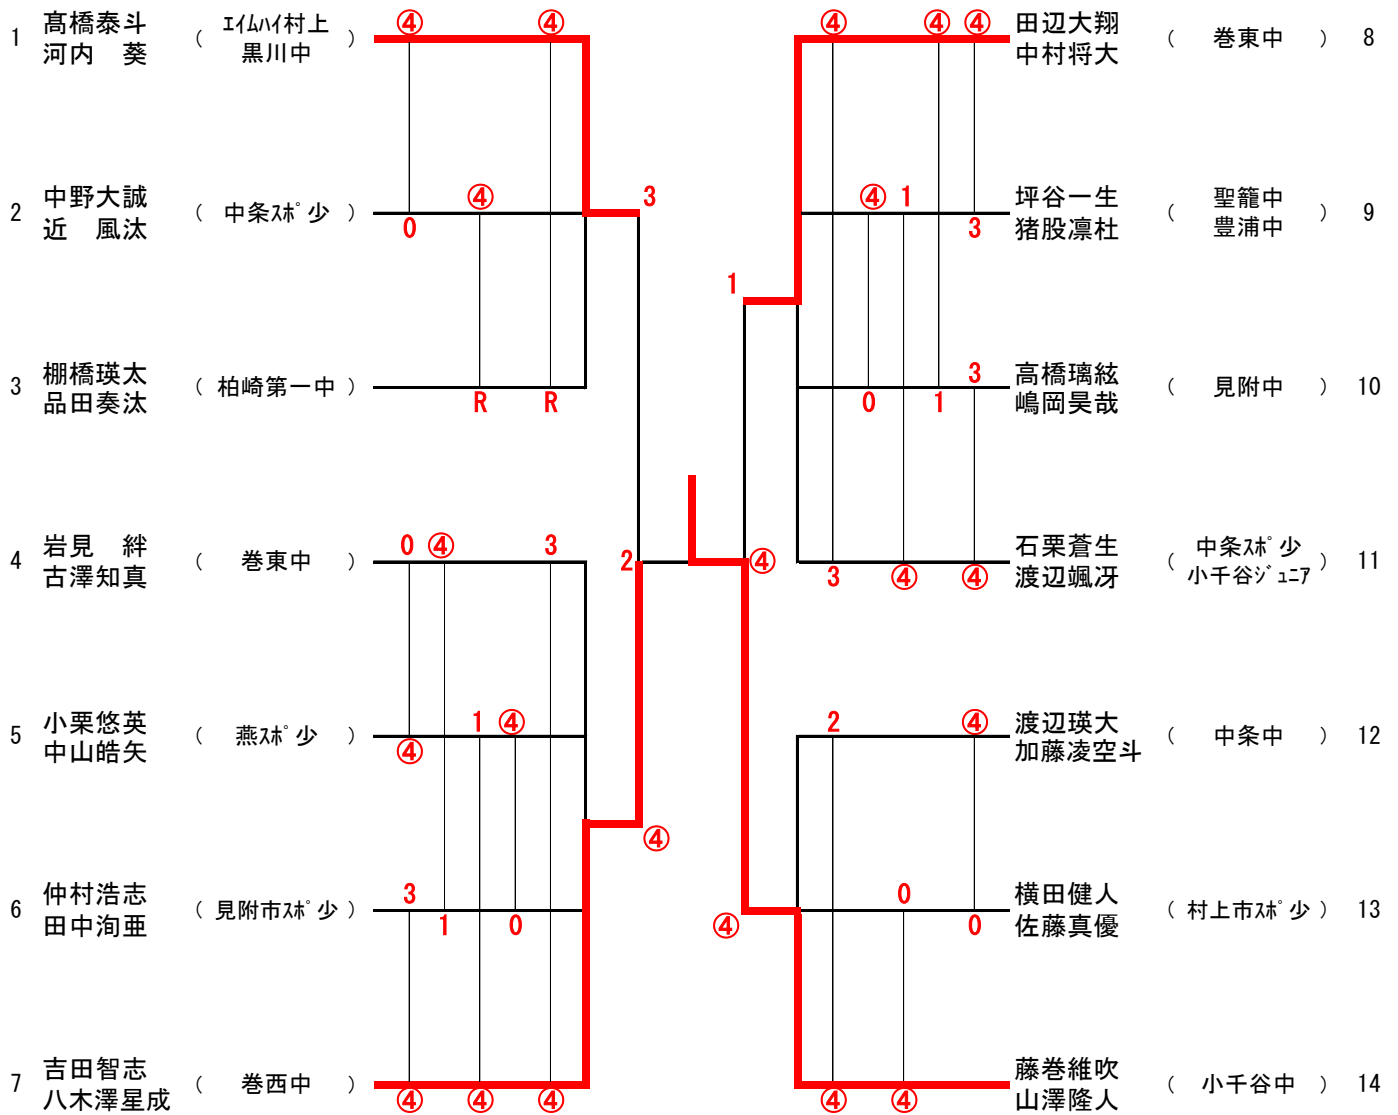 1 髙橋泰斗 河内　葵 ( ｴｲﾑﾊｲ村上 黒川中 ) ④ ④
2 中野大誠 近　風汰 ( 中条ｽﾎﾟ少 ) ④ 0 3
3 棚橋瑛太 品田奏汰 ( 柏崎第一中 ) R R
4 岩見　絆 古澤知真 ( 巻東中 ) 0 ④ 3 2
5 小栗悠英 中山皓矢 ( 燕ｽﾎﾟ少 ) 1 ④ ④
④
6 仲村浩志 田中洵亜 ( 見附市ｽﾎﾟ少 ) 3 1 0
7 吉田智志 八木澤星成 ( 巻西中 ) ④ ④ ④
④ ④ ④ 田辺大翔 中村将大 ( 巻東中 ) 8
④ 1 3 坪谷一生 猪股凛杜 ( 聖籠中 豊浦中 ) 9
1
3 0 1 高橋璃絃 嶋岡昊哉 ( 見附中 ) 10
④ 3 ④ ④ 石栗蒼生 渡辺颯冴 ( 中条ｽﾎﾟ少 小千谷ｼﾞｭﾆｱ ) 11
2 ④ 渡辺瑛大 加藤凌空斗 ( 中条中 ) 12
④ 0 0 横田健人 佐藤真優 ( 村上市ｽﾎﾟ少 ) 13
④ ④ 藤巻維吹 山澤隆人 ( 小千谷中 ) 14